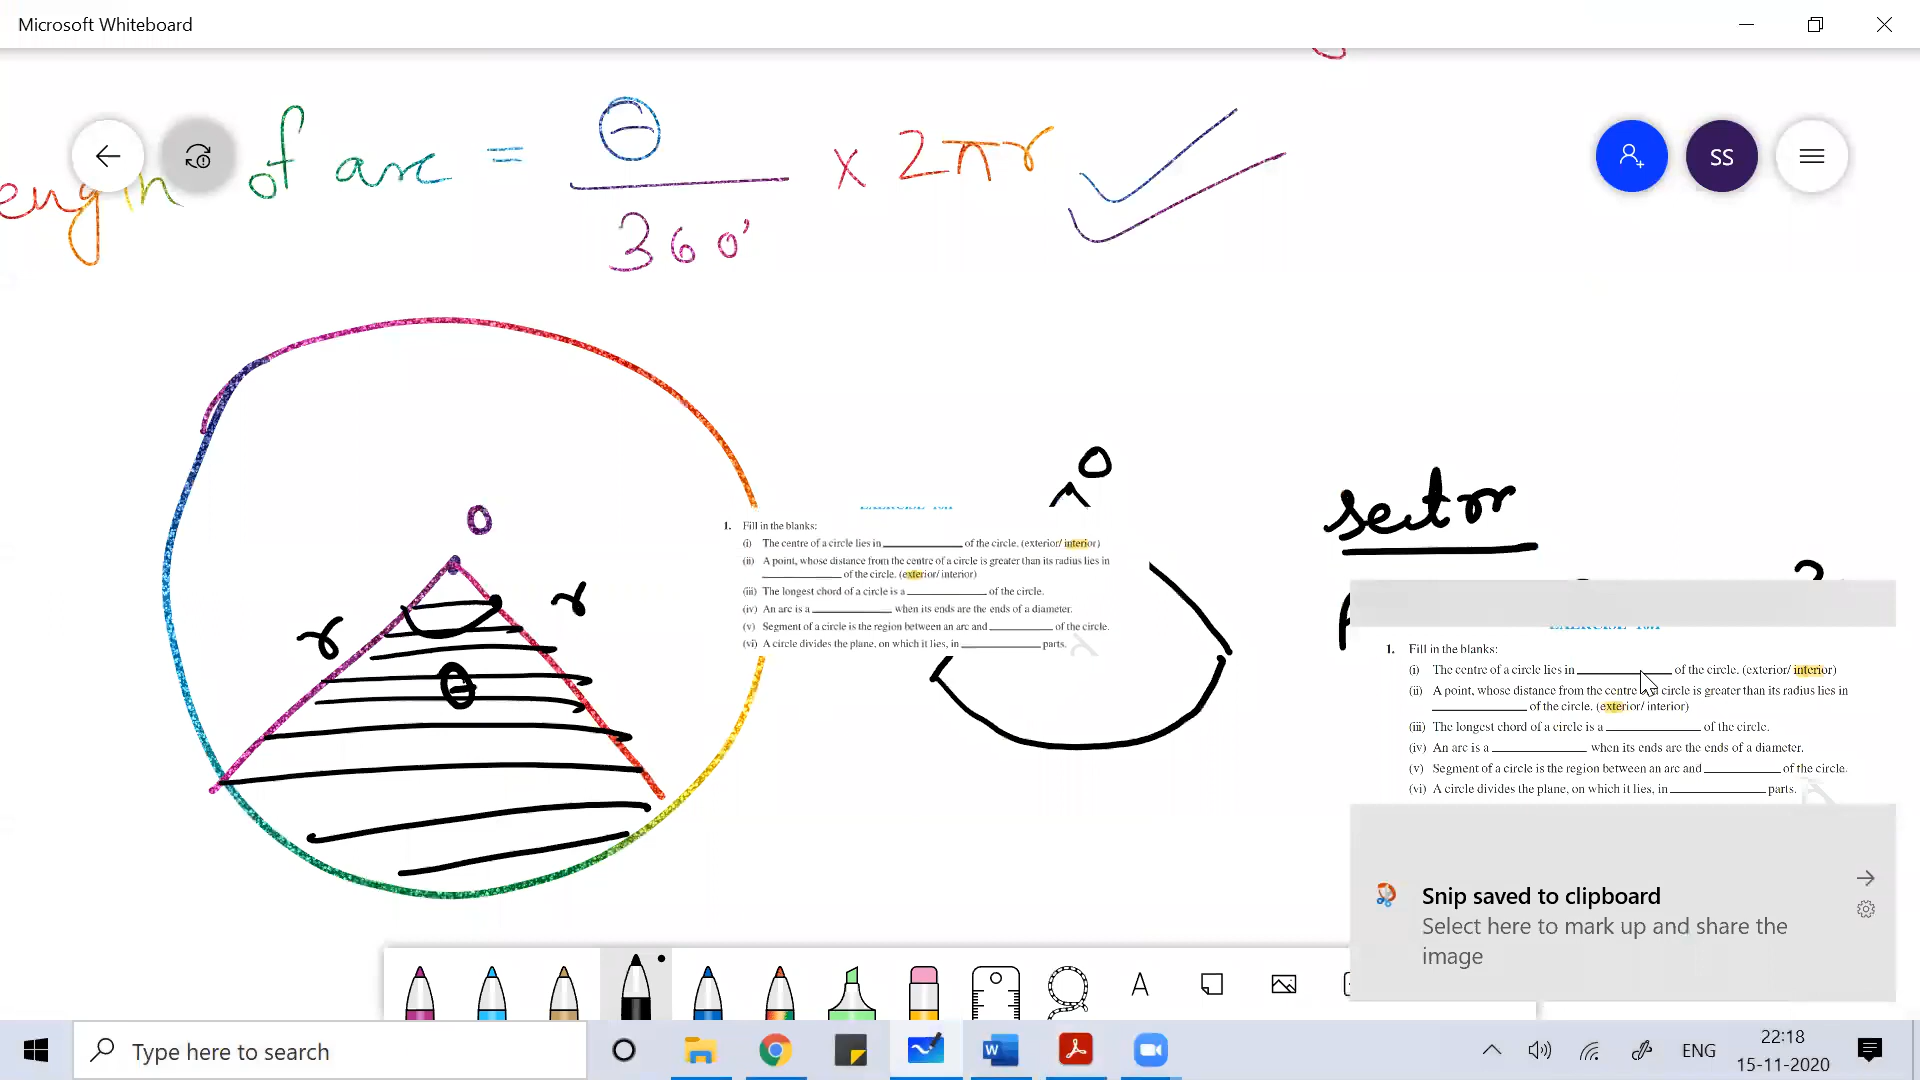 Microsoft Whiteboard
of arc = θ / 360° x 2πr
SS
O
r
r
θ
O
sector
1. Fill in the blanks:
(i) The centre of a circle lies in ____________ of the circle. (exterior/ interior)
(ii) A point, whose distance from the centre of a circle is greater than its radius lies in
____________ of the circle. (exterior/ interior)
(iii) The longest chord of a circle is a ____________ of the circle.
(iv) An arc is a ____________ when its ends are the ends of a diameter.
(v) Segment of a circle is the region between an arc and ____________ of the circle.
(vi) A circle divides the plane, on which it lies, in ____________ parts.
1. Fill in the blanks:
(i) The centre of a circle lies in ____________ of the circle. (exterior/ interior)
(ii) A point, whose distance from the centre circle is greater than its radius lies in
____________ of the circle. (exterior/ interior)
(iii) The longest chord of a circle is a ____________ of the circle.
(iv) An arc is a ____________ when its ends are the ends of a diameter.
(v) Segment of a circle is the region between an arc and ____________ of the circle.
(vi) A circle divides the plane, on which it lies, in ____________ parts.
Snip saved to clipboard
Select here to mark up and share the
image
Type here to search
ENG
22:18
15-11-2020